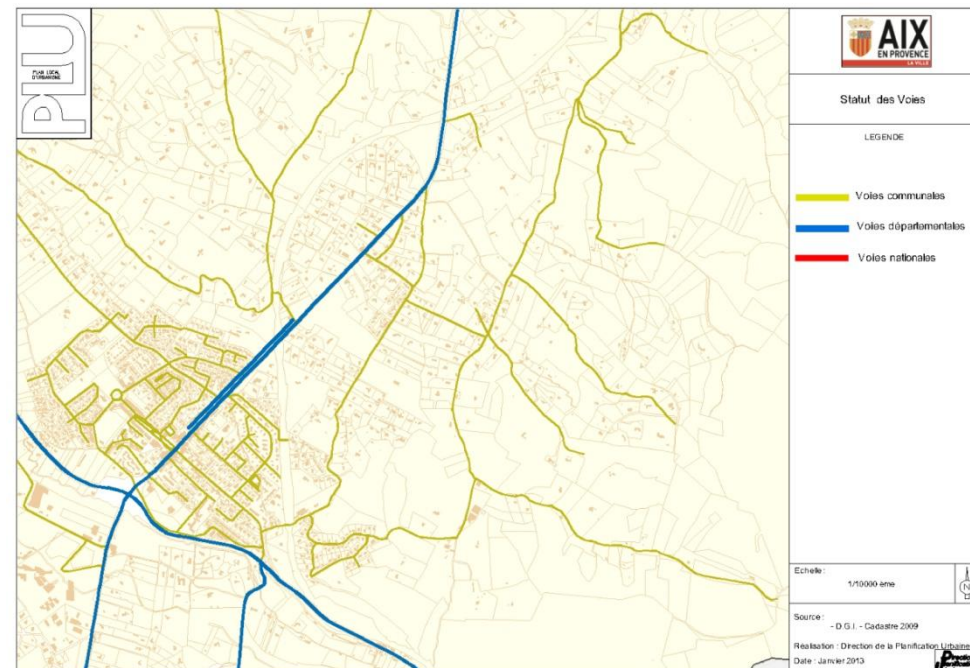 PLU
PLAN LOCAL
D'URBANISME
AIX
EN PROVENCE
LA VILLE
Statut des Voies
LEGENDE
Voies communales
Voies départementales
Voies nationales
Echelle :
1/10000 ème
N
Source :
- D.G.I. - Cadastre 2009
Réalisation : Direction de la Planification Urbaine
Date : Janvier 2013